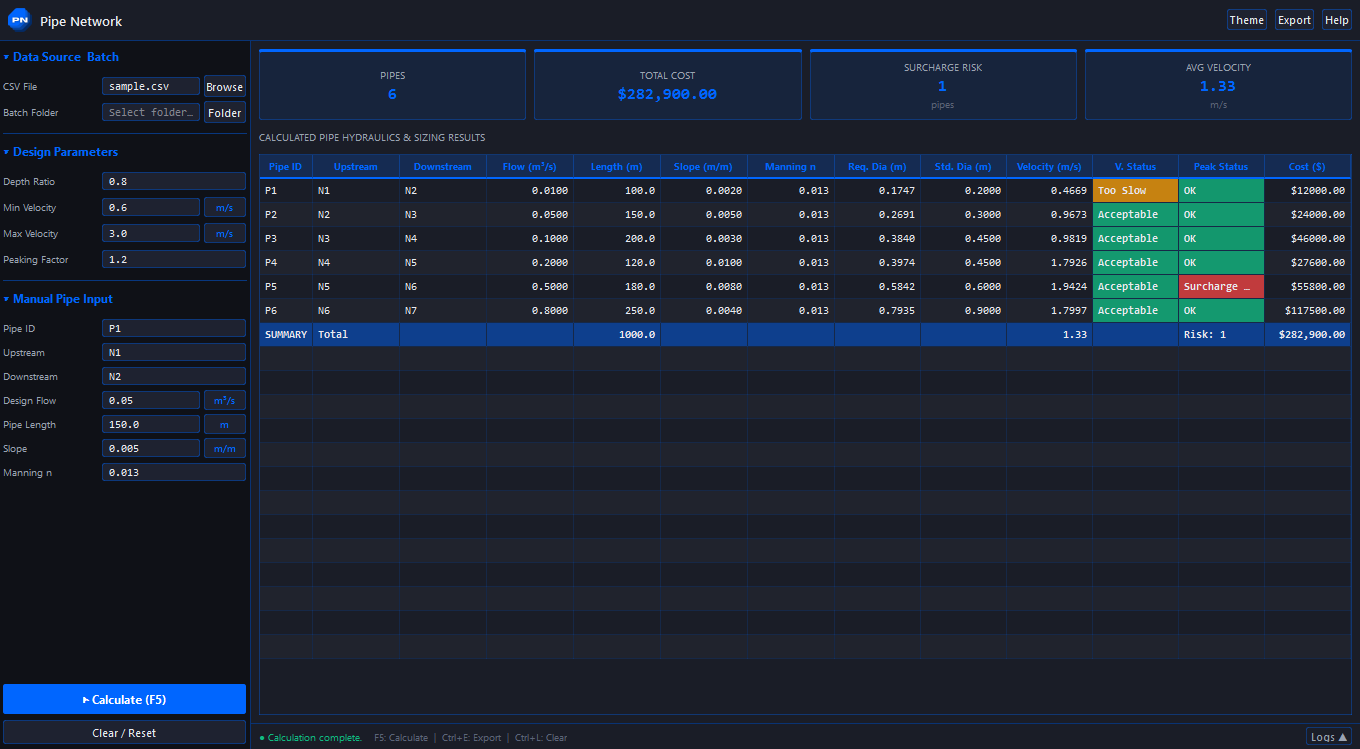 PN Pipe Network Theme Export Help
▾ Data Source Batch
CSV File sample.csv Browse
Batch Folder Select folder… Folder
▾ Design Parameters
Depth Ratio 0.8
Min Velocity 0.6 m/s
Max Velocity 3.0 m/s
Peaking Factor 1.2
▾ Manual Pipe Input
Pipe ID P1
Upstream N1
Downstream N2
Design Flow 0.05 m³/s
Pipe Length 150.0 m
Slope 0.005 m/m
Manning n 0.013
Calculate (F5)
Clear / Reset
PIPES
6
TOTAL COST
$282,900.00
SURCHARGE RISK
1
pipes
AVG VELOCITY
1.33
m/s
CALCULATED PIPE HYDRAULICS & SIZING RESULTS
Pipe ID Upstream Downstream Flow (m³/s) Length (m) Slope (m/m) Manning n Req. Dia (m) Std. Dia (m) Velocity (m/s) V. Status Peak Status Cost ($)
P1 N1 N2 0.0100 100.0 0.0020 0.013 0.1747 0.2000 0.4669 Too Slow OK $12000.00
P2 N2 N3 0.0500 150.0 0.0050 0.013 0.2691 0.3000 0.9673 Acceptable OK $24000.00
P3 N3 N4 0.1000 200.0 0.0030 0.013 0.3840 0.4500 0.9819 Acceptable OK $46000.00
P4 N4 N5 0.2000 120.0 0.0100 0.013 0.3974 0.4500 1.7926 Acceptable OK $27600.00
P5 N5 N6 0.5000 180.0 0.0080 0.013 0.5842 0.6000 1.9424 Acceptable Surcharge … $55800.00
P6 N6 N7 0.8000 250.0 0.0040 0.013 0.7935 0.9000 1.7997 Acceptable OK $117500.00
SUMMARY Total 1000.0 1.33 Risk: 1 $282,900.00
● Calculation complete. F5: Calculate | Ctrl+E: Export | Ctrl+L: Clear Logs ▲